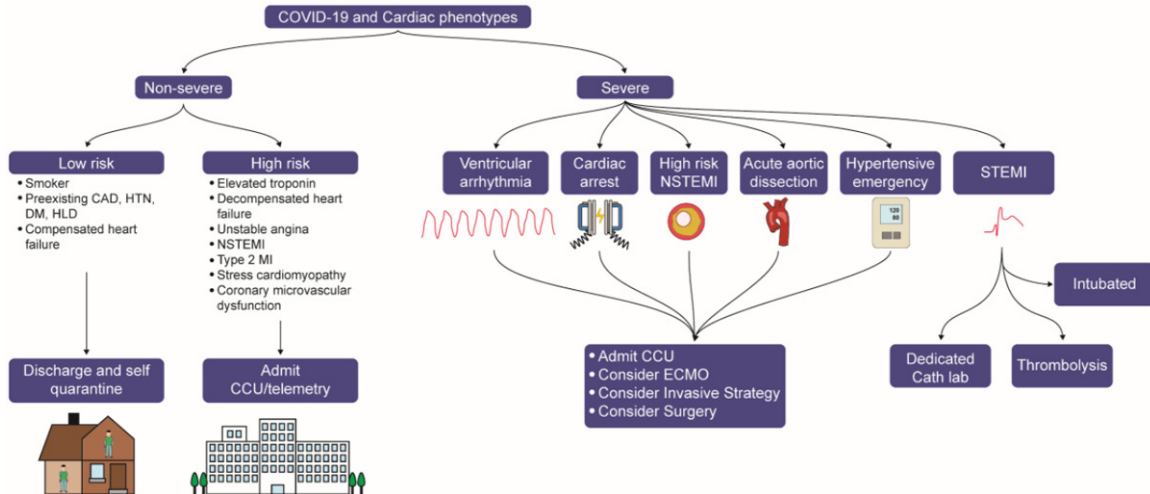 COVID-19 and Cardiac phenotypes
Non-severe
Severe
Low risk
• Smoker
• Preexisting CAD, HTN,
DM, HLD
• Compensated heart
failure
High risk
• Elevated troponin
• Decompensated heart
failure
• Unstable angina
• NSTEMI
• Type 2 MI
• Stress cardiomyopathy
• Coronary microvascular
dysfunction
Ventricular
arrhythmia
Cardiac
arrest
High risk
NSTEMI
Acute aortic
dissection
Hypertensive
emergency
120
80
STEMI
Intubated
Discharge and self
quarantine
Admit
CCU/telemetry
• Admit CCU
• Consider ECMO
• Consider Invasive Strategy
• Consider Surgery
Dedicated
Cath lab
Thrombolysis